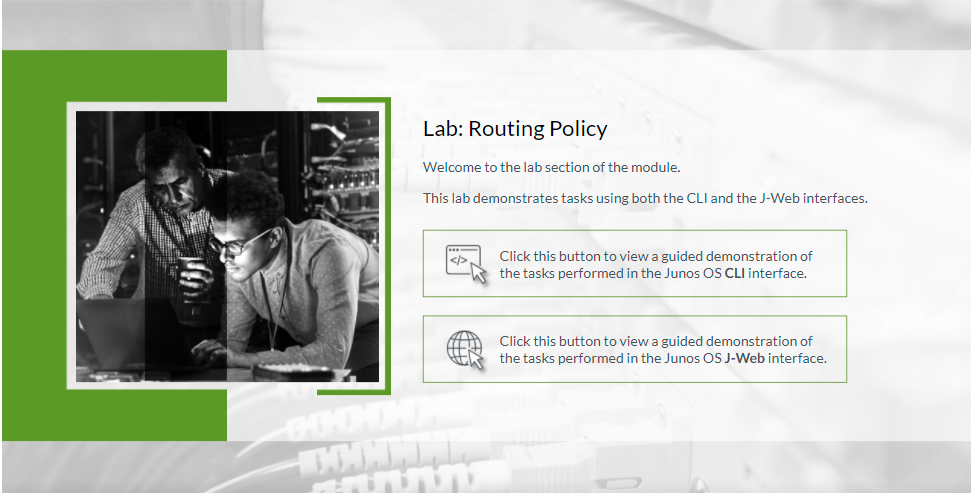 Lab: Routing Policy
Welcome to the lab section of the module.
This lab demonstrates tasks using both the CLI and the J-Web interfaces.
</>
Click this button to view a guided demonstration of
the tasks performed in the Junos OS CLI interface.
Click this button to view a guided demonstration of
the tasks performed in the Junos OS J-Web interface.